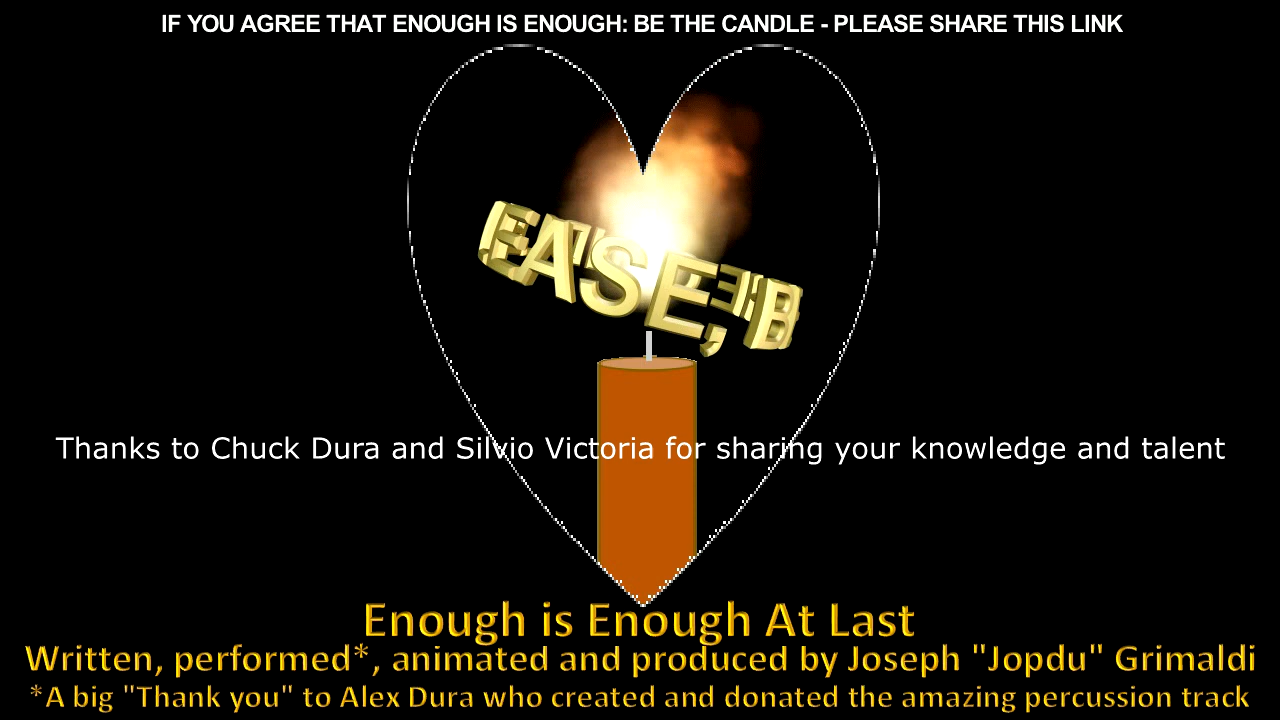 IF YOU AGREE THAT ENOUGH IS ENOUGH: BE THE CANDLE - PLEASE SHARE THIS LINK
EASE, B
Thanks to Chuck Dura and Silvio Victoria for sharing your knowledge and talent
Enough is Enough At Last
Written, performed*, animated and produced by Joseph "Jopdu" Grimaldi
*A big "Thank you" to Alex Dura who created and donated the amazing percussion track